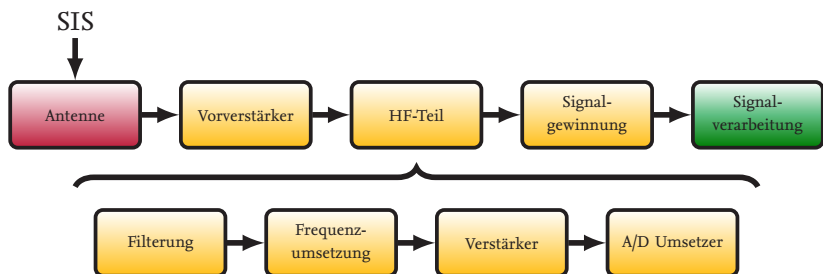 SIS
Antenne
Vorverstärker
HF-Teil
Signal-
gewinnung
Signal-
verarbeitung
Filterung
Frequenz-
umsetzung
Verstärker
A/D Umsetzer